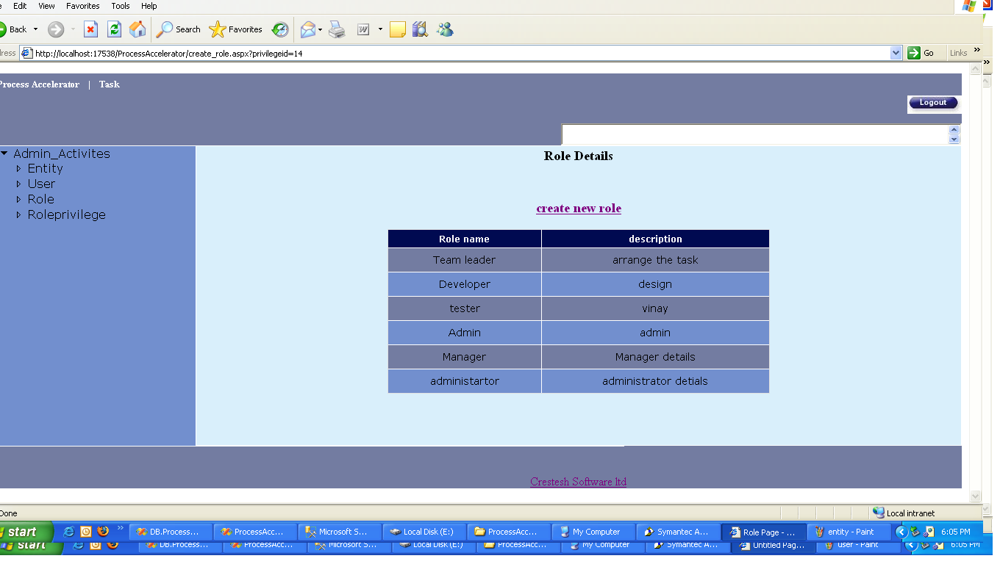 Edit View Favorites Tools Help
Back Search Favorites
ress http://localhost:17538/ProcessAccelerator/create_role.aspx?privilegeid=14 Go Links »
Process Accelerator | Task
Logout
Admin_Activites
Entity
User
Role
Roleprivilege
Role Details
create new role
Role name description
Team leader arrange the task
Developer design
tester vinay
Admin admin
Manager Manager details
administartor administrator detials
Crestesh Software ltd
Done Local intranet
start » DB.Process... ProcessAcc... Microsoft S... Local Disk (E:) ProcessAcc... My Computer Symantec A... Role Page - ... entity - Paint 6:05 PM
start DB.Process... ProcessAcc... Microsoft S... Local Disk (E:) ProcessAcc... My Computer Symantec A... Untitled Pag... user - Paint 6:05 PM